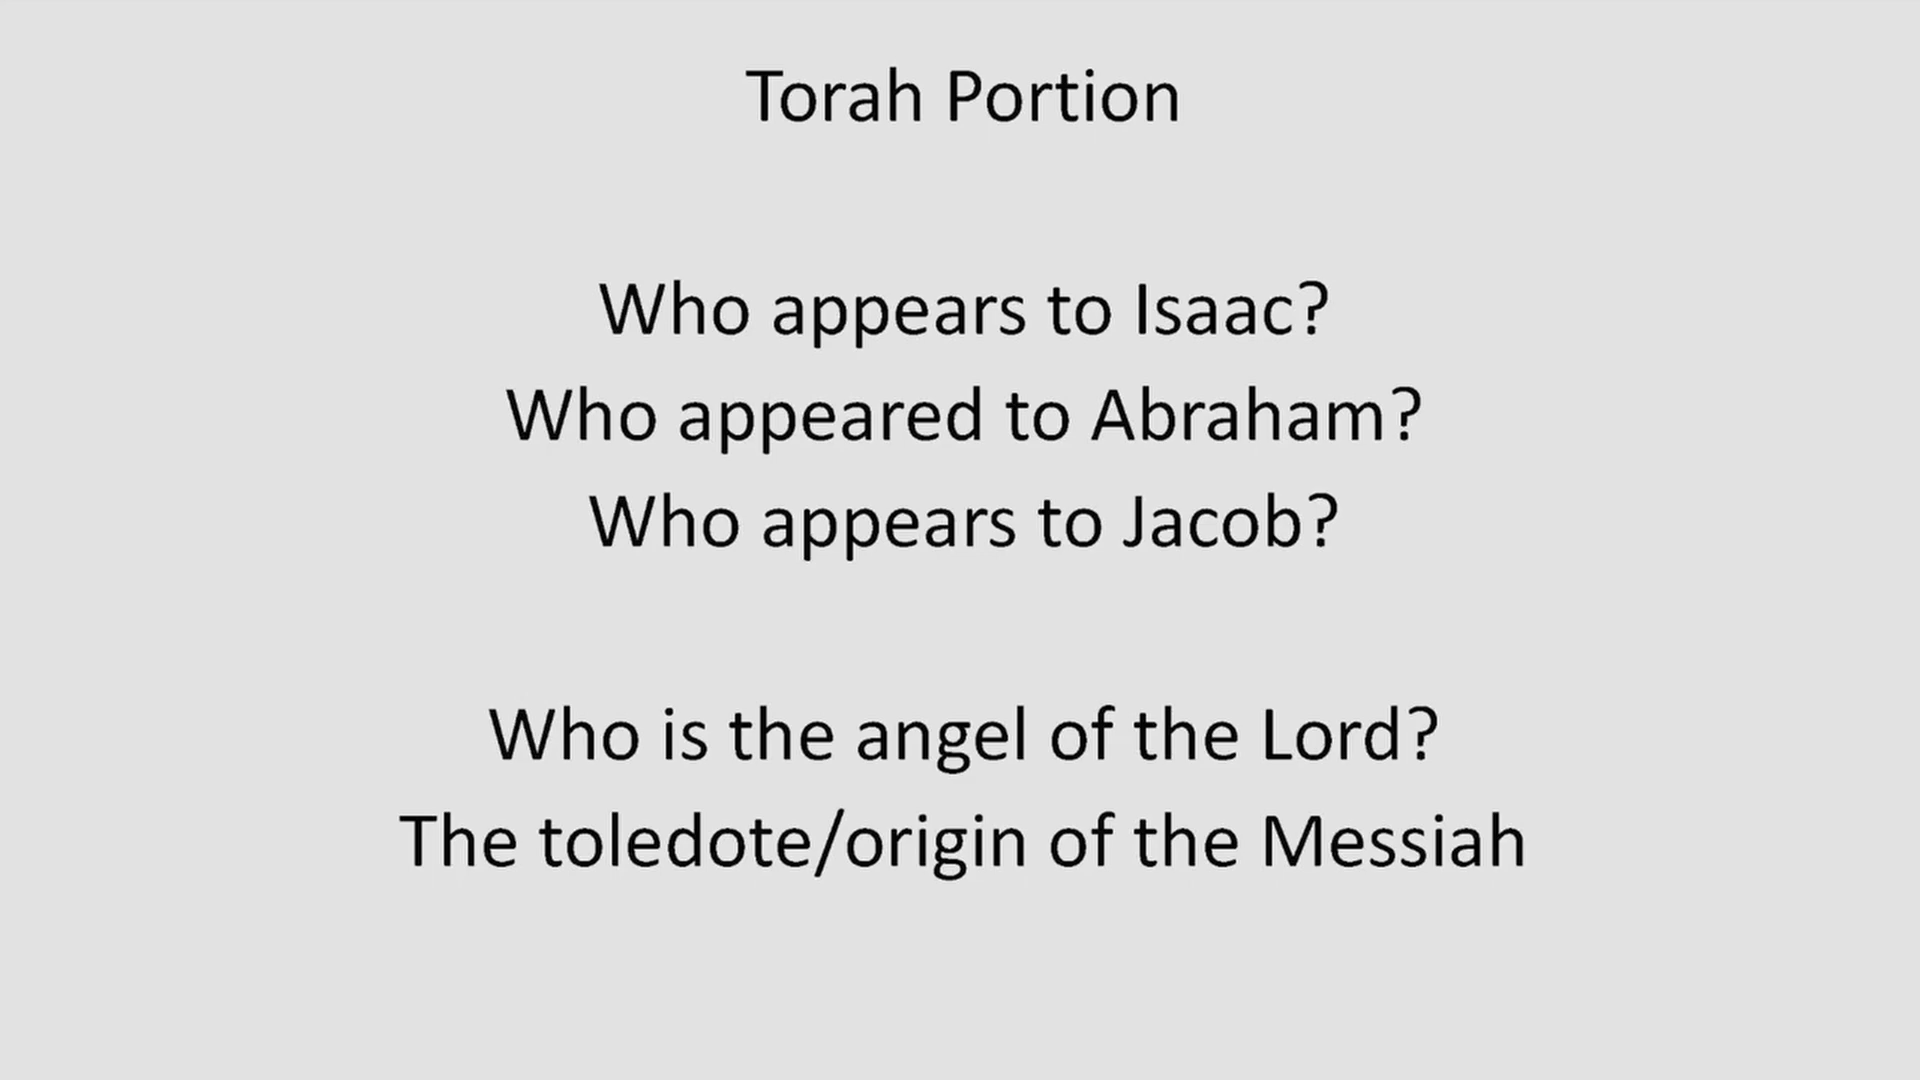 Torah Portion
Who appears to Isaac?
Who appeared to Abraham?
Who appears to Jacob?
Who is the angel of the Lord?
The toledote/origin of the Messiah